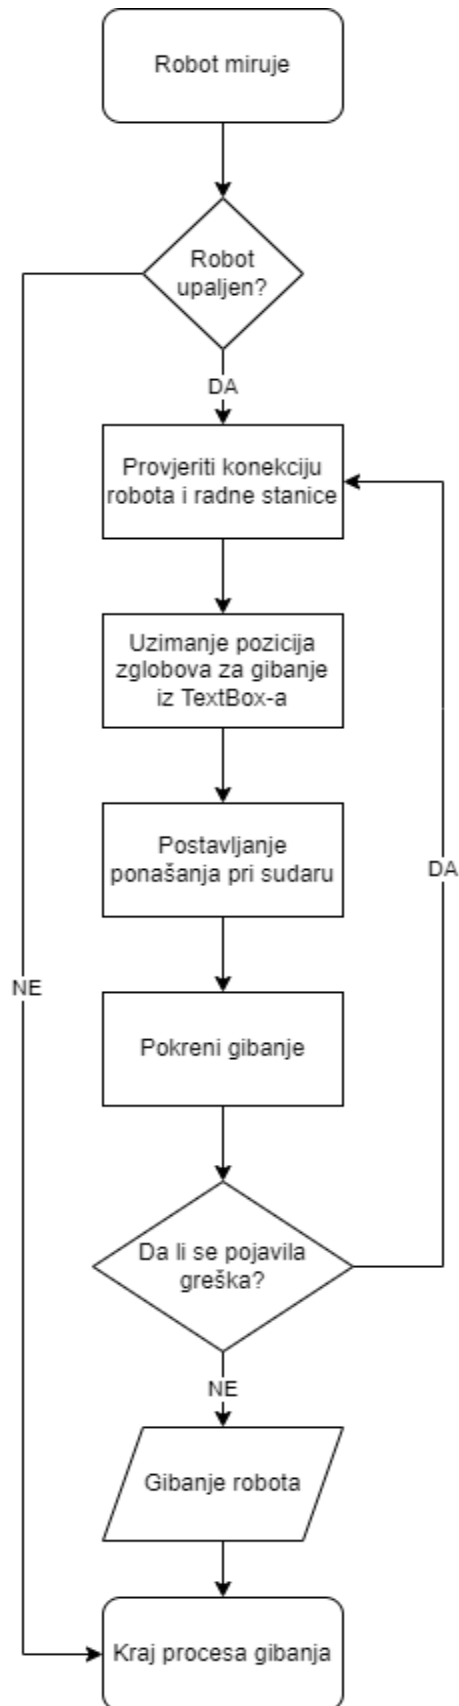 Robot miruje
Robot
upaljen?
DA
Provjeriti konekciju
robota i radne stanice
Uzimanje pozicija
zglobova za gibanje
iz TextBox-a
Postavljanje
ponašanja pri sudaru
DA
NE
Pokreni gibanje
Da li se pojavila
greška?
NE
Gibanje robota
Kraj procesa gibanja